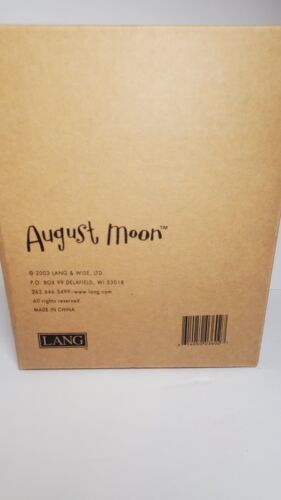 August Moon™
© 2003 LANG & WISE, LTD.
P.O. BOX 99 DELAFIELD, WI 53018
262.646.5499 • www.lang.com
All rights reserved.
MADE IN CHINA
LANG